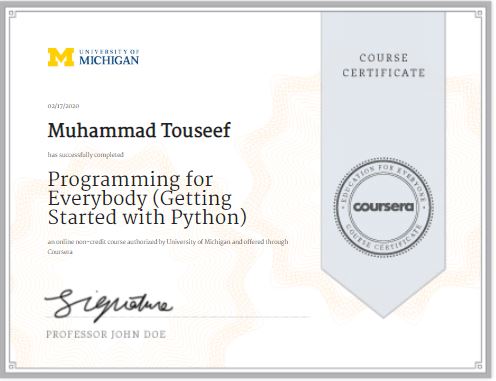 UNIVERSITY OF
MICHIGAN
COURSE
CERTIFICATE
02/17/2020
Muhammad Touseef
has successfully completed
Programming for
Everybody (Getting
Started with Python)
an online non-credit course authorized by University of Michigan and offered through
Coursera
EDUCATION FOR EVERYONE
coursera
COURSE CERTIFICATE
Signature
PROFESSOR JOHN DOE